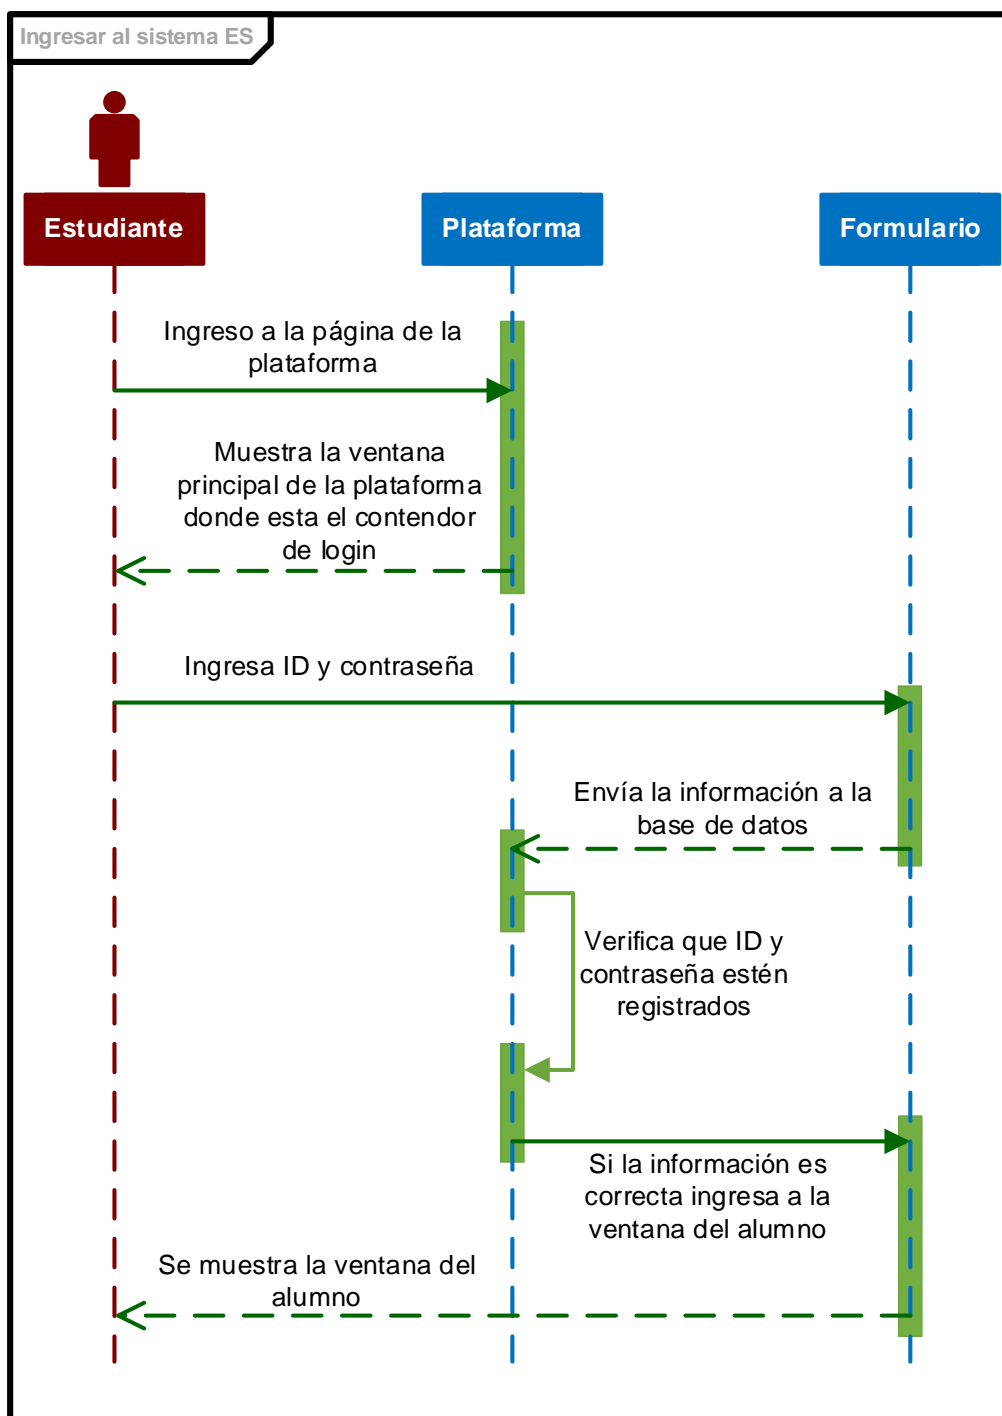 Ingresar al sistema ES
Estudiante
Plataforma
Formulario
Ingreso a la página de la
plataforma
Muestra la ventana
principal de la plataforma
donde esta el contendor
de login
Ingresa ID y contraseña
Envía la información a la
base de datos
Verifica que ID y
contraseña estén
registrados
Si la información es
correcta ingresa a la
ventana del alumno
Se muestra la ventana del
alumno